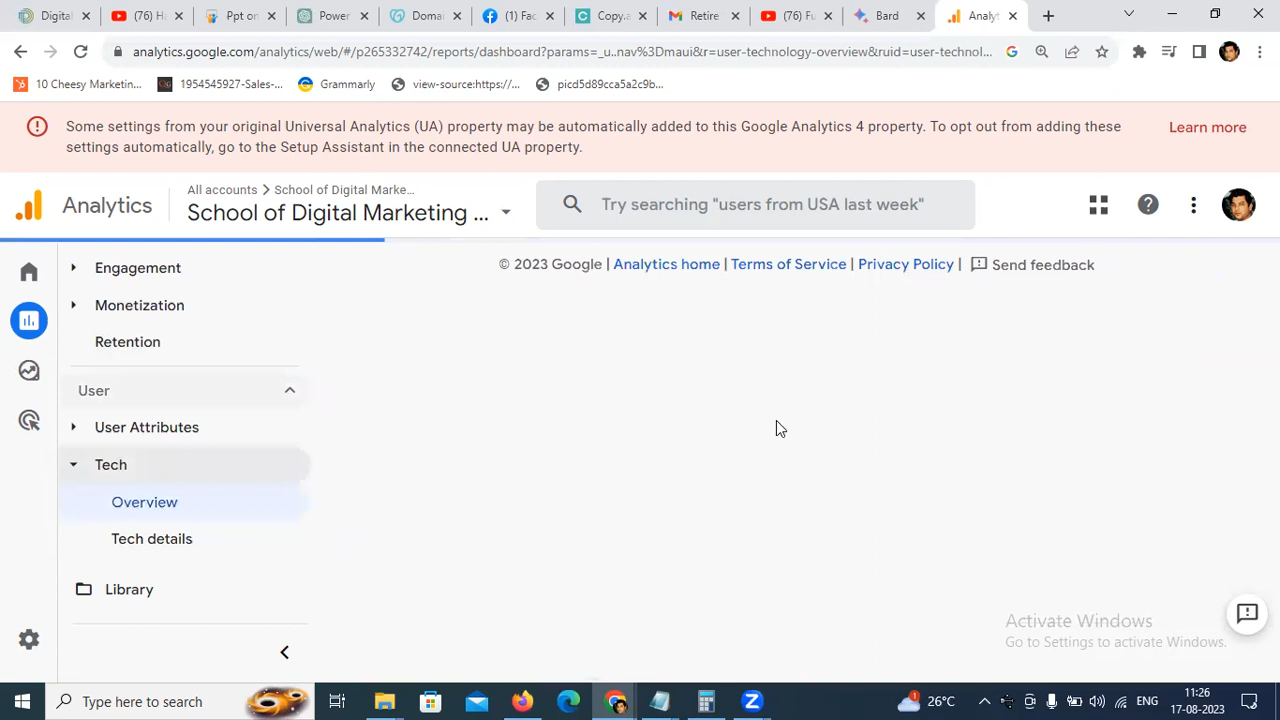 Digital
(76) H
Ppt on
Power
Domai
(1) Fac
Copy.a
Retire
(76) Fu
Bard
Analyt
analytics.google.com/analytics/web/#/p265332742/reports/dashboard?params=_u..nav%3Dmaui&r=user-technology-overview&ruid=user-technol...
10 Cheesy Marketin...
1954545927-Sales-...
Grammarly
view-source:https://...
picd5d89cca5a2c9b...
Some settings from your original Universal Analytics (UA) property may be automatically added to this Google Analytics 4 property. To opt out from adding these
settings automatically, go to the Setup Assistant in the connected UA property.
Learn more
Analytics
All accounts > School of Digital Marke...
School of Digital Marketing ...
Try searching "users from USA last week"
Engagement
Monetization
Retention
User
User Attributes
Tech
Overview
Tech details
Library
© 2023 Google | Analytics home | Terms of Service | Privacy Policy |
Send feedback
Activate Windows
Go to Settings to activate Windows.
Type here to search
1
26°C
ENG
11:26
17-08-2023